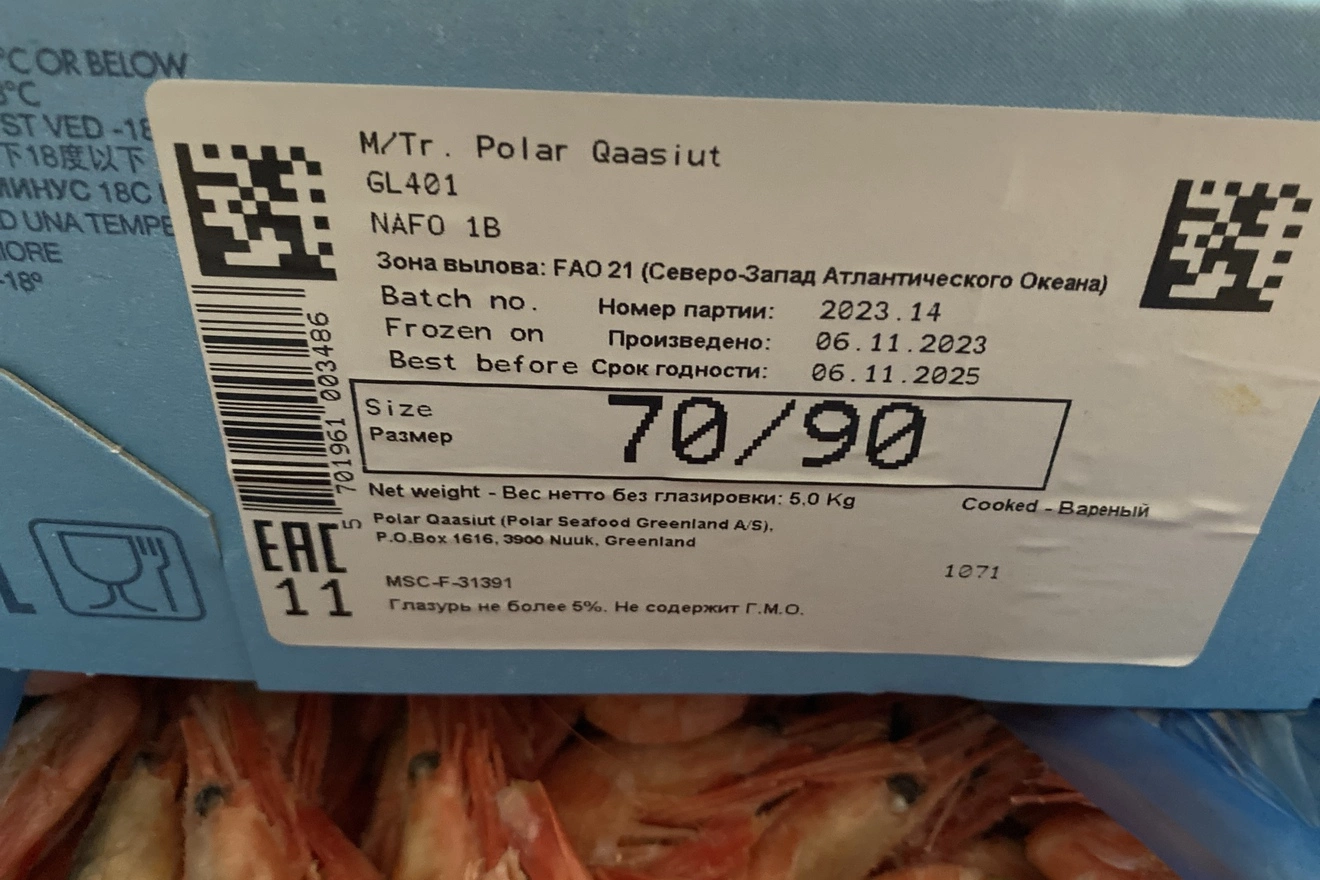 °C OR BELOW
8°C
ST VED -18
下18度以下
МИНУС 18С
D UNA TEMPE
IORE
-18°
M/Tr. Polar Qaasiut
GL401
NAFO 1B
Зона вылова: FAO 21 (Северо-Запад Атлантического Океана)
Batch no. Номер партии: 2023.14
Frozen on Произведено: 06.11.2023
Best before Срок годности: 06.11.2025
Size
Размер
70/90
Net weight - Вес нетто без глазировки: 5,0 Kg
Cooked - Вареный
Polar Qaasiut (Polar Seafood Greenland A/S),
P.O.Box 1616, 3900 Nuuk, Greenland
1071
MSC-F-31391
Глазурь не более 5%. Не содержит Г.М.О.
5 701961 003486
EAC
11